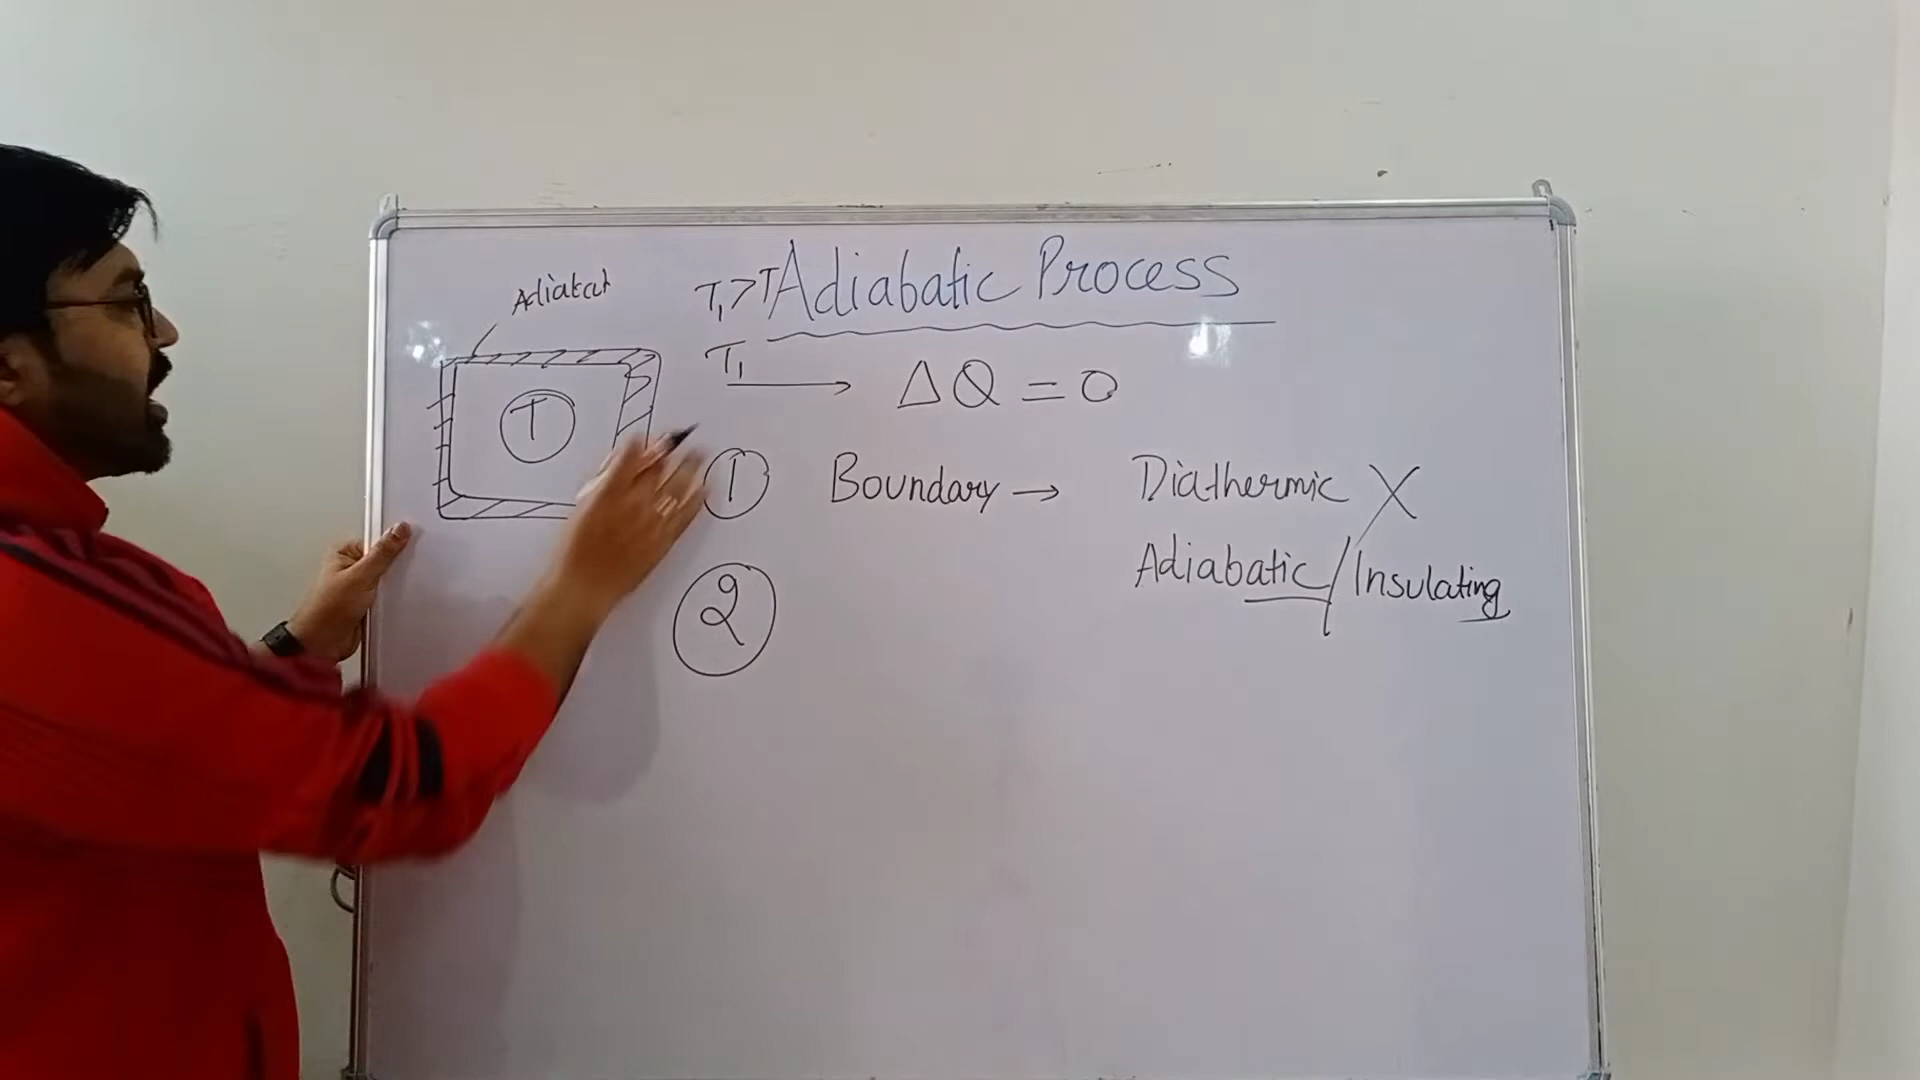 Adiabatic Process
Adiabat
T₁>T
T₁
→ ΔQ = 0
T
① Boundary → Diathermic X
Adiabatic/Insulating
②